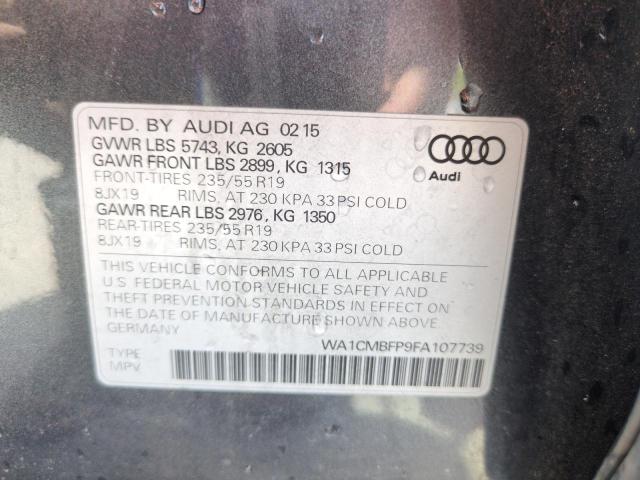 MFD. BY AUDI AG 02 15
GVWR LBS 5743, KG 2605
GAWR FRONT LBS 2899, KG 1315
FRONT-TIRES 235/55 R19
8JX19 RIMS, AT 230 KPA 33 PSI COLD
GAWR REAR LBS 2976, KG 1350
REAR-TIRES 235/55 R19
8JX19 RIMS, AT 230 KPA 33 PSI COLD
Audi
THIS VEHICLE CONFORMS TO ALL APPLICABLE
U.S. FEDERAL MOTOR VEHICLE SAFETY AND
THEFT PREVENTION STANDARDS IN EFFECT ON
THE DATE OF MANUFACTURE SHOWN ABOVE.
GERMANY
WA1CMBFP9FA107739
TYPE
MPV